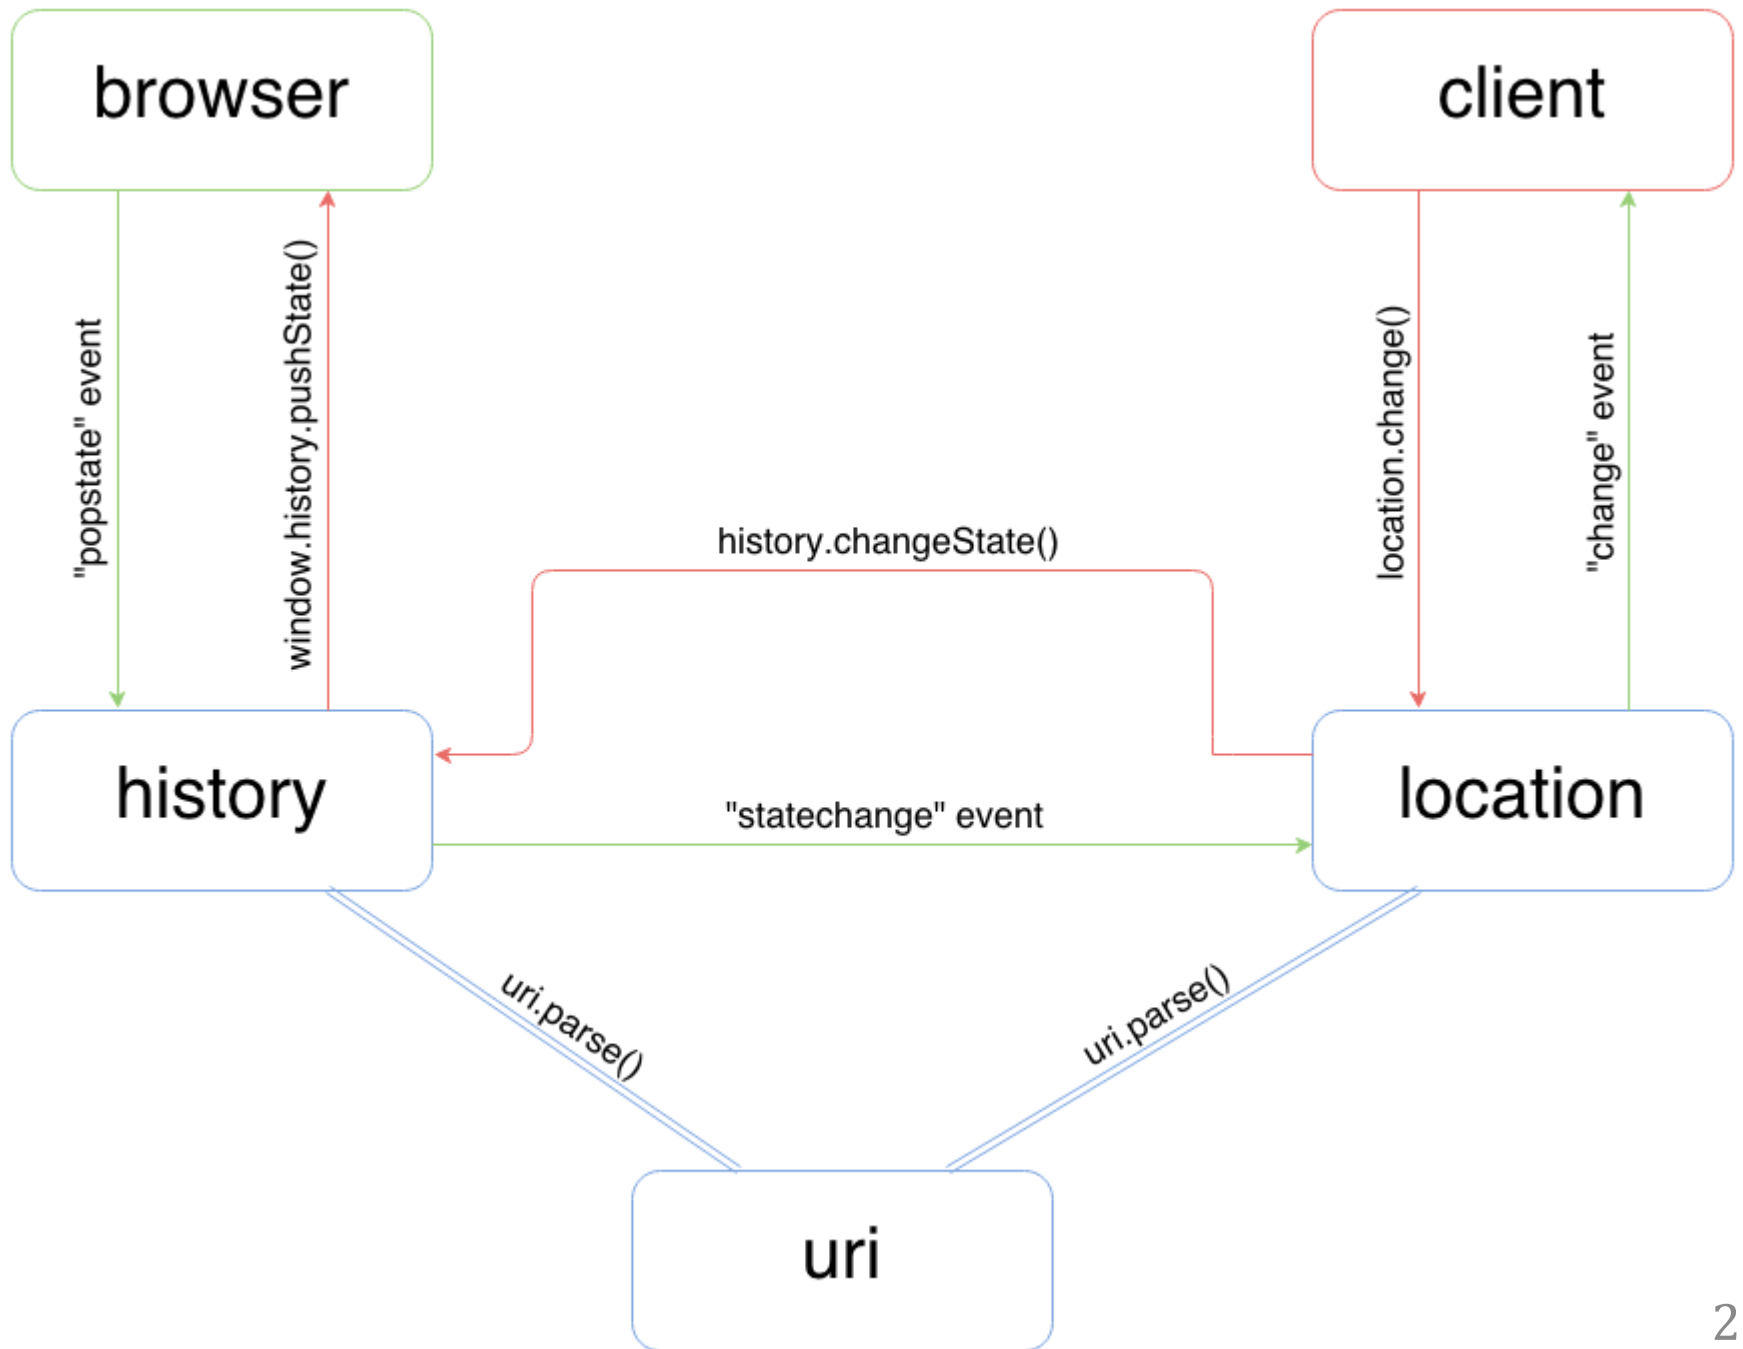 browser
client
"popstate" event
window.history.pushState()
location.change()
"change" event
history.changeState()
history
location
"statechange" event
uri.parse()
uri.parse()
uri
2